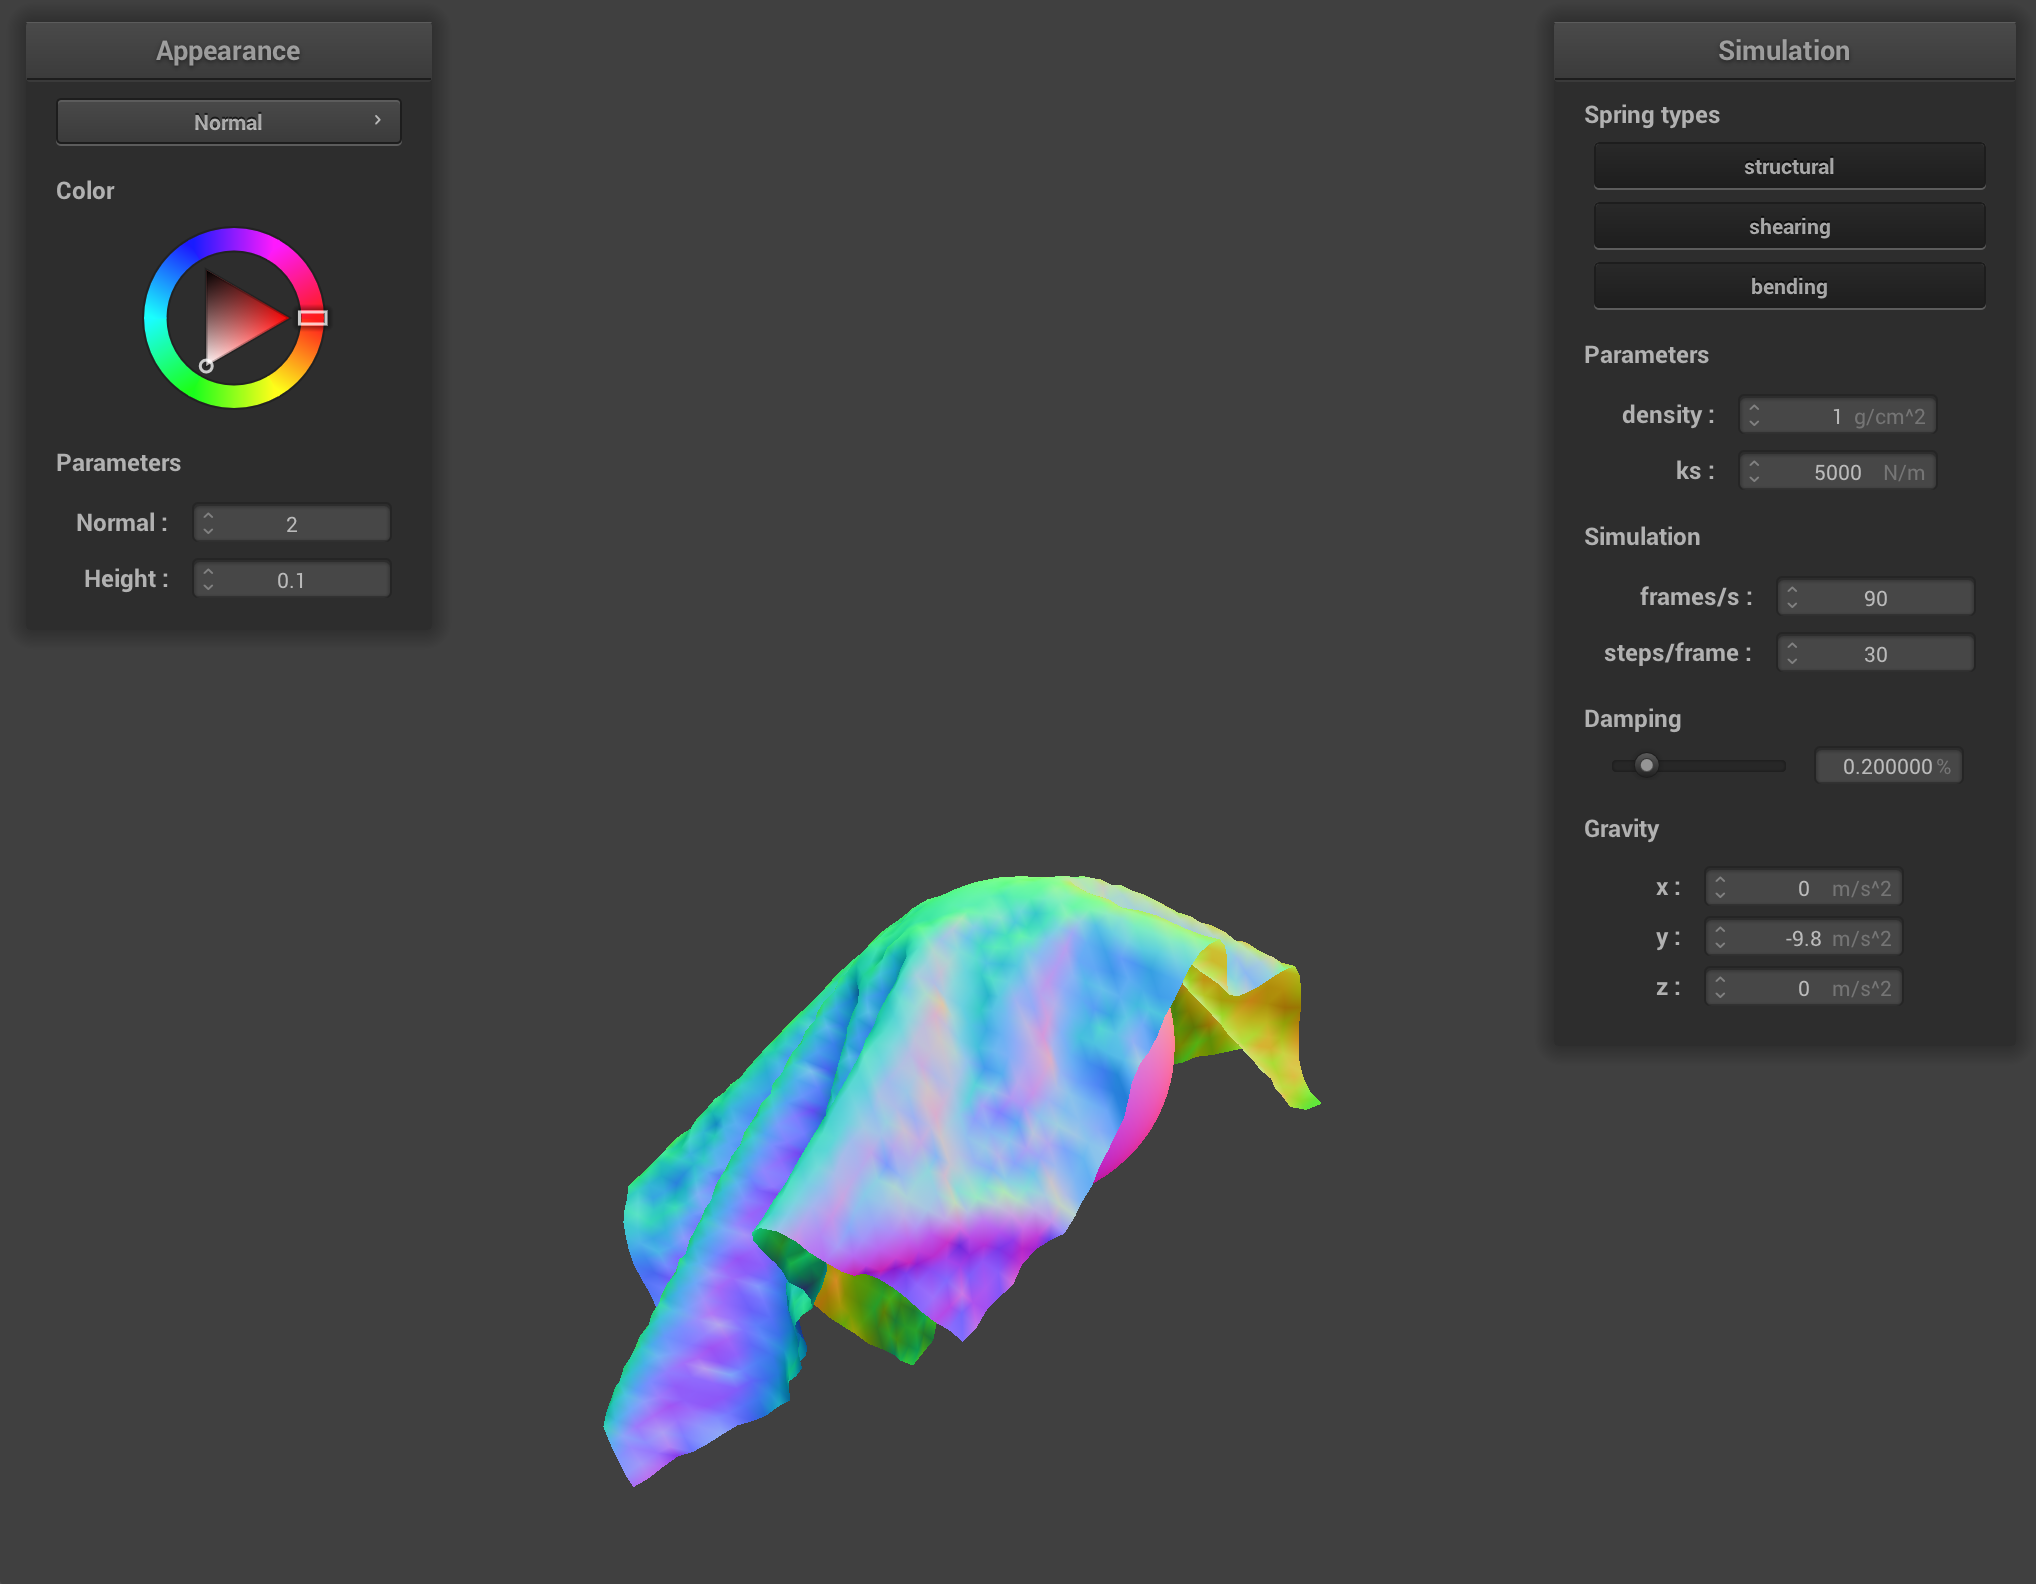 Appearance
Normal
Color
Parameters
Normal : 2
Height : 0.1
Simulation
Spring types
structural
shearing
bending
Parameters
density : 1 g/cm^2
ks : 5000 N/m
Simulation
frames/s : 90
steps/frame : 30
Damping
0.200000 %
Gravity
x : 0 m/s^2
y : -9.8 m/s^2
z : 0 m/s^2